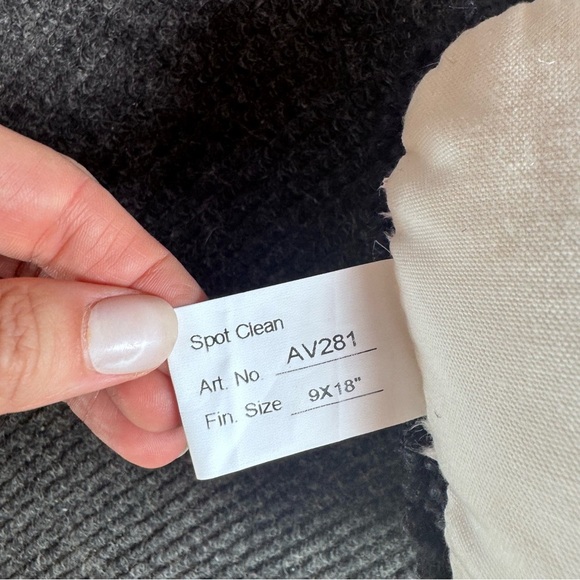 Spot Clean
Art. No. AV281
Fin. Size 9X18"